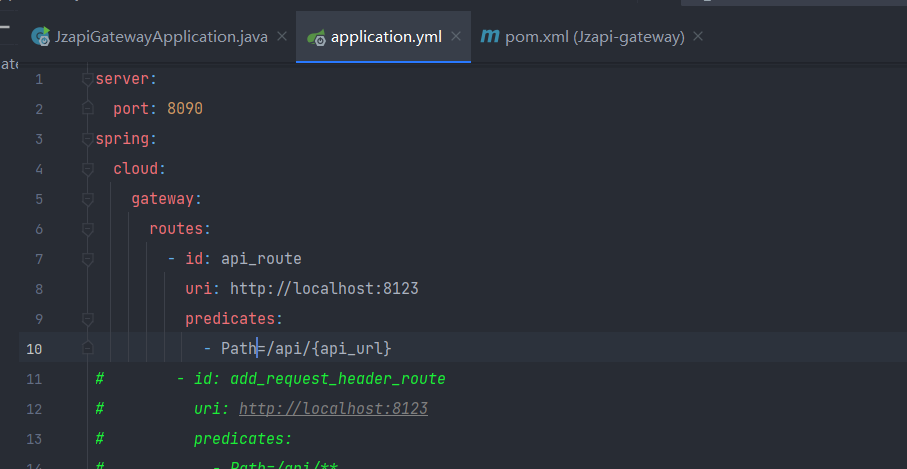 JzapiGatewayApplication.java × application.yml × m pom.xml (Jzapi-gateway) ×
ate
1 server:
2 port: 8090
3 spring:
4 cloud:
5 gateway:
6 routes:
7 - id: api_route
8 uri: http://localhost:8123
9 predicates:
10 - Path=/api/{api_url}
11 # - id: add_request_header_route
12 # uri: http://localhost:8123
13 # predicates:
14 # - Path=/api/**